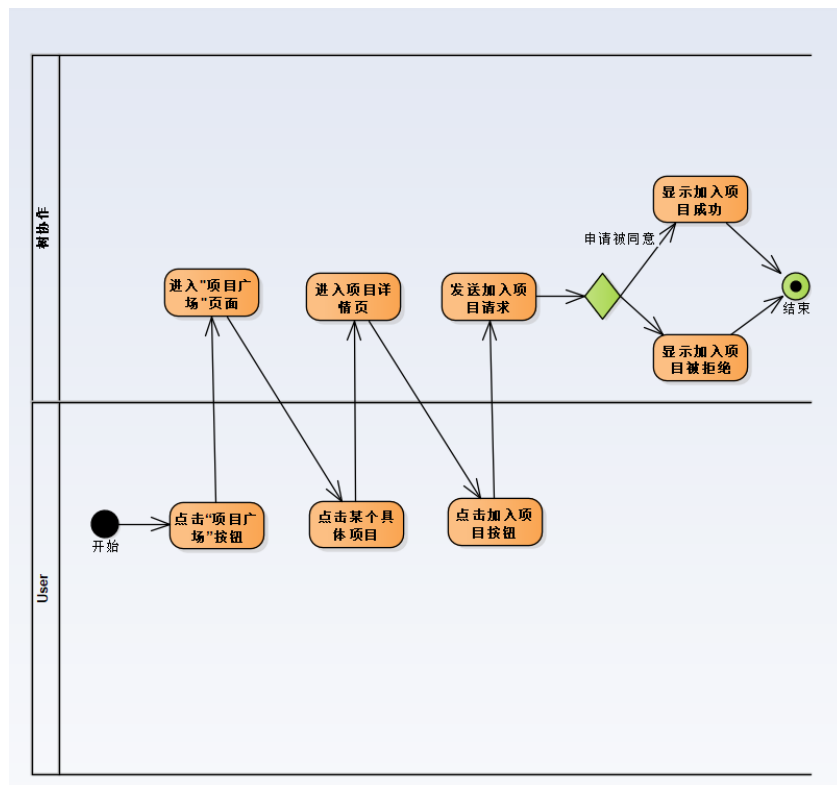 树协作
显示加入项
目成功
申请被同意
进入"项目广
场"页面
进入项目详
情页
发送加入项
目请求
结束
显示加入项
目被拒绝
User
开始
点击“项目广
场”按钮
点击某个具
体项目
点击加入项
目按钮